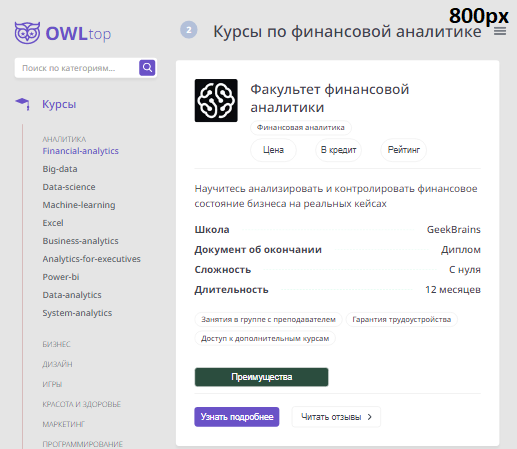 800px
OWLtop
2
Курсы по финансовой аналитике
Поиск по категориям...
Курсы
АНАЛИТИКА
Financial-analytics
Big-data
Data-science
Machine-learning
Excel
Business-analytics
Analytics-for-executives
Power-bi
Data-analytics
System-analytics
БИЗНЕС
ДИЗАЙН
ИГРЫ
КРАСОТА И ЗДОРОВЬЕ
МАРКЕТИНГ
ПРОГРАММИРОВАНИЕ
Факультет финансовой
аналитики
Финансовая аналитика
Цена В кредит Рейтинг
Научитесь анализировать и контролировать финансовое
состояние бизнеса на реальных кейсах
Школа GeekBrains
Документ об окончании Диплом
Сложность С нуля
Длительность 12 месяцев
Занятия в группе с преподавателем Гарантия трудоустройства
Доступ к дополнительным курсам
Преимущества
Узнать подробнее Читать отзывы